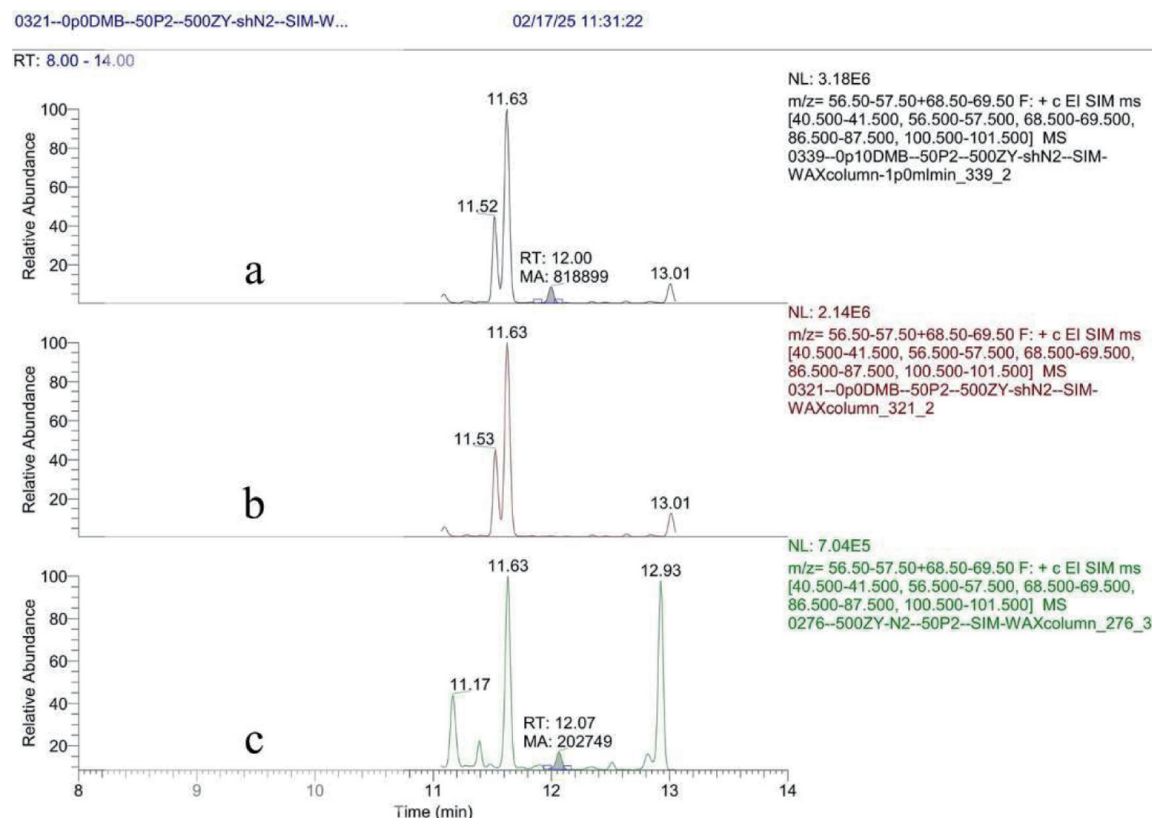 0321--0p0DMB--50P2--500ZY-shN2--SIM-W...
02/17/25 11:31:22
RT: 8.00 - 14.00
NL: 3.18E6
m/z= 56.50-57.50+68.50-69.50 F: + c EI SIM ms
[40.500-41.500, 56.500-57.500, 68.500-69.500,
86.500-87.500, 100.500-101.500] MS
0339--0p10DMB--50P2--500ZY-shN2--SIM-
WAXcolumn-1p0mlmin_339_2
Relative Abundance
100
80
60
40
20
a
11.63
11.52
RT: 12.00
MA: 818899
13.01
NL: 2.14E6
m/z= 56.50-57.50+68.50-69.50 F: + c EI SIM ms
[40.500-41.500, 56.500-57.500, 68.500-69.500,
86.500-87.500, 100.500-101.500] MS
0321--0p0DMB--50P2--500ZY-shN2--SIM-
WAXcolumn_321_2
Relative Abundance
100
80
60
40
20
b
11.63
11.53
13.01
NL: 7.04E5
m/z= 56.50-57.50+68.50-69.50 F: + c EI SIM ms
[40.500-41.500, 56.500-57.500, 68.500-69.500,
86.500-87.500, 100.500-101.500] MS
0276--500ZY-N2--50P2--SIM-WAXcolumn_276_3
Relative Abundance
100
80
60
40
20
c
11.63
12.93
11.17
RT: 12.07
MA: 202749
8 9 10 11 12 13 14
Time (min)